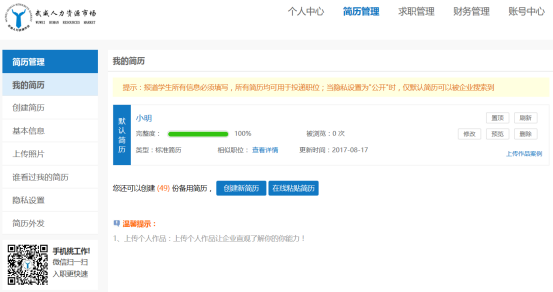 武威人力资源市场
WUWEI HUMAN RESOURCES MARKET
个人中心 简历管理 求职管理 财务管理 账号中心
简历管理
我的简历
创建简历
基本信息
上传照片
谁看过我的简历
隐私设置
简历外发
手机找工作!
微信扫一扫
入职更快速
我的简历
提示:投递学生所有信息必须填写,所有简历均可用于投递职位;当隐私设置为"公开"时,仅默认简历可以被企业搜索到
默认简历
小明
置顶 刷新
完整度: 100% 被浏览:0 次
修改 预览 删除
类型:标准简历 相似职位:查看详情 更新时间:2017-08-17
上传作品案例
您还可以创建 (49) 份备用简历, 创建新简历 在线粘贴简历
温馨提示:
1、上传个人作品:上传个人作品让企业直观了解你的你能力!